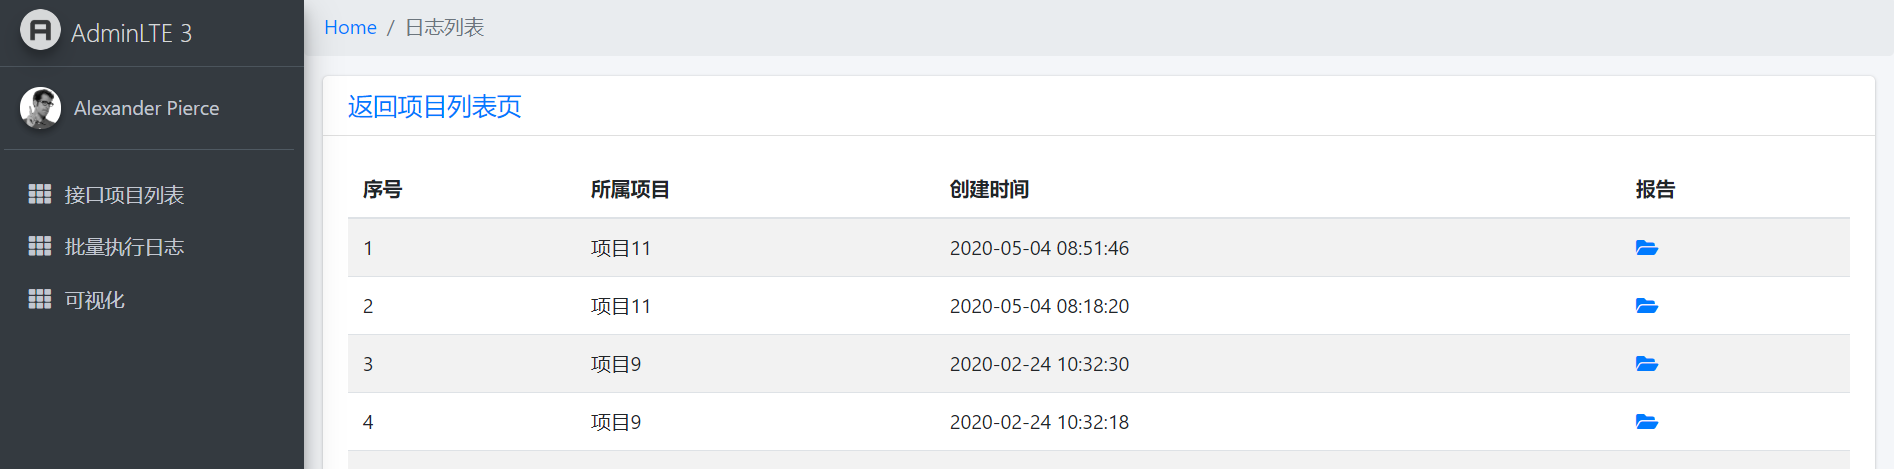 AdminLTE 3
Alexander Pierce
接口项目列表
批量执行日志
可视化
Home / 日志列表
返回项目列表页
序号 所属项目 创建时间 报告
1 项目11 2020-05-04 08:51:46
2 项目11 2020-05-04 08:18:20
3 项目9 2020-02-24 10:32:30
4 项目9 2020-02-24 10:32:18